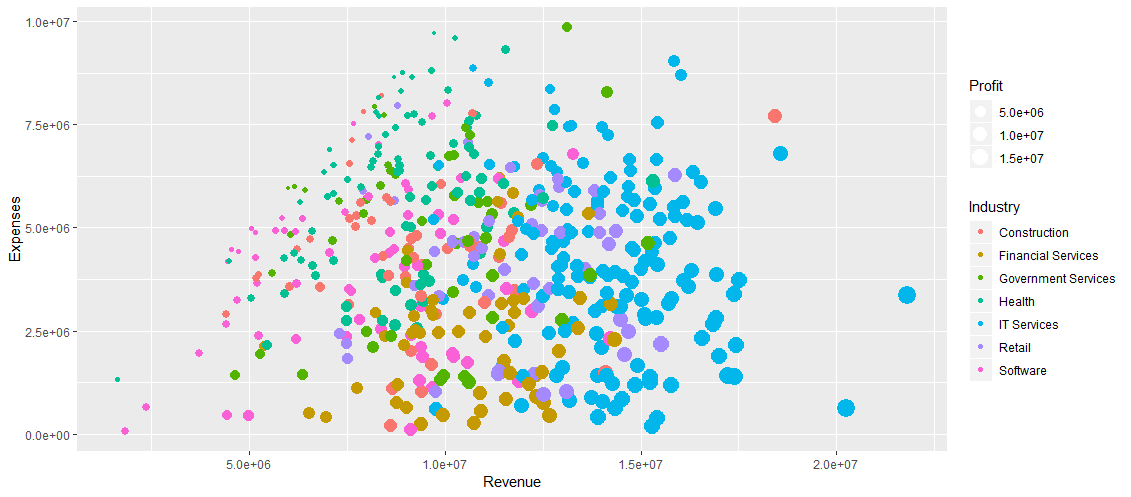 1.0e+07
7.5e+06
5.0e+06
2.5e+06
0.0e+00
Expenses
5.0e+06 1.0e+07 1.5e+07 2.0e+07
Revenue
Profit
5.0e+06
1.0e+07
1.5e+07
Industry
Construction
Financial Services
Government Services
Health
IT Services
Retail
Software